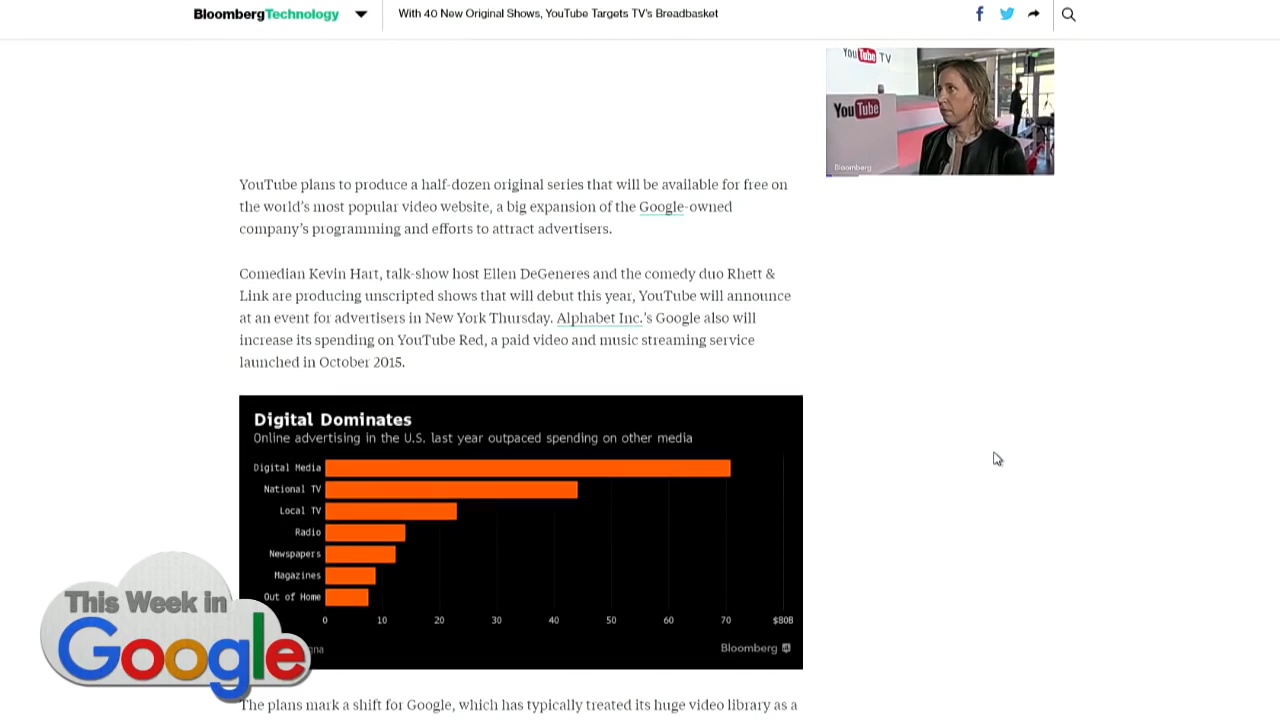 BloombergTechnology
With 40 New Original Shows, YouTube Targets TV's Breadbasket
YouTube TV
YouTube
Bloomberg
YouTube plans to produce a half-dozen original series that will be available for free on
the world's most popular video website, a big expansion of the Google-owned
company's programming and efforts to attract advertisers.
Comedian Kevin Hart, talk-show host Ellen DeGeneres and the comedy duo Rhett &
Link are producing unscripted shows that will debut this year, YouTube will announce
at an event for advertisers in New York Thursday. Alphabet Inc.'s Google also will
increase its spending on YouTube Red, a paid video and music streaming service
launched in October 2015.
Digital Dominates
Online advertising in the U.S. last year outpaced spending on other media
Digital Media
National TV
Local TV
Radio
Newspapers
Magazines
Out of Home
0 10 20 30 40 50 60 70 $80B
Bloomberg
This Week in
Google
The plans mark a shift for Google, which has typically treated its huge video library as a